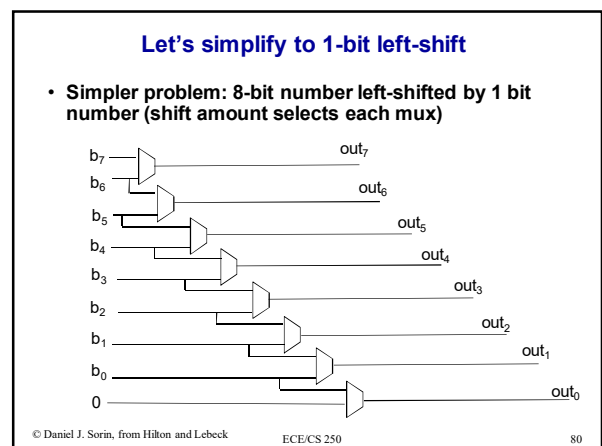 Let's simplify to 1-bit left-shift
• Simpler problem: 8-bit number left-shifted by 1 bit
number (shift amount selects each mux)
b₇
out₇
b₆
out₆
b₅
out₅
b₄
out₄
b₃
out₃
b₂
out₂
b₁
out₁
b₀
out₀
0
© Daniel J. Sorin, from Hilton and Lebeck
ECE/CS 250
80